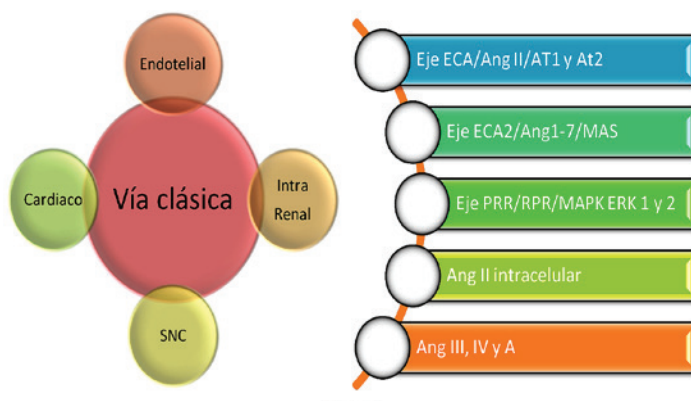 Endotelial
Cardiaco
Vía clásica
Intra
Renal
SNC
Eje ECA/Ang II/AT1 y At2
Eje ECA2/Ang1-7/MAS
Eje PRR/RPR/MAPK ERK 1 y 2
Ang II intracelular
Ang III, IV y A